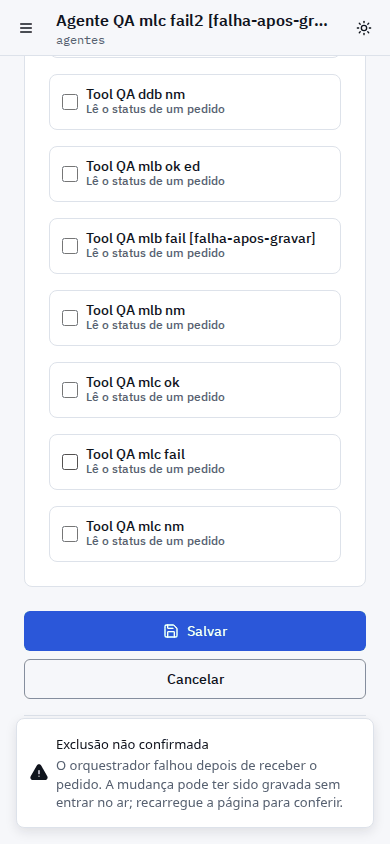 Agente QA mlc fail2 [falha-apos-gr...
agentes
Tool QA ddb nm
Lê o status de um pedido
Tool QA mlb ok ed
Lê o status de um pedido
Tool QA mlb fail [falha-apos-gravar]
Lê o status de um pedido
Tool QA mlb nm
Lê o status de um pedido
Tool QA mlc ok
Lê o status de um pedido
Tool QA mlc fail
Lê o status de um pedido
Tool QA mlc nm
Lê o status de um pedido
Salvar
Cancelar
Exclusão não confirmada
O orquestrador falhou depois de receber o
pedido. A mudança pode ter sido gravada sem
entrar no ar; recarregue a página para conferir.